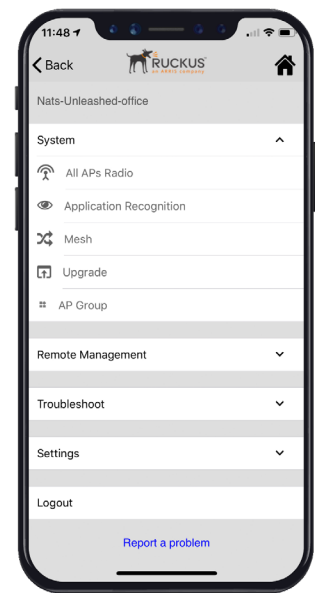 11:48
Back
RUCKUS
an ARRIS company
Nats-Unleashed-office
System
All APs Radio
Application Recognition
Mesh
Upgrade
AP Group
Remote Management
Troubleshoot
Settings
Logout
Report a problem